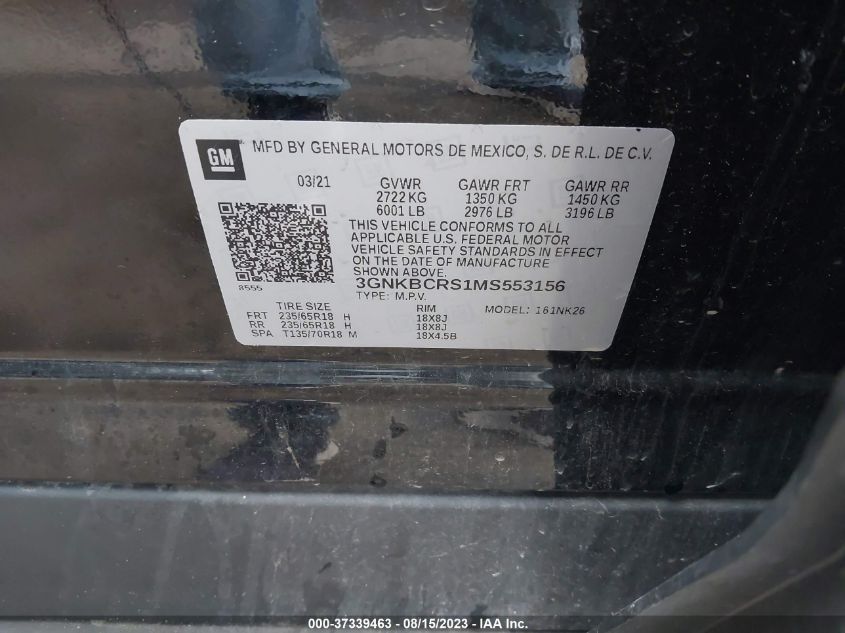 GM MFD BY GENERAL MOTORS DE MEXICO, S. DE R.L. DE C.V.
03/21 GVWR GAWR FRT GAWR RR
2722 KG 1350 KG 1450 KG
6001 LB 2976 LB 3196 LB
THIS VEHICLE CONFORMS TO ALL
APPLICABLE U.S. FEDERAL MOTOR
VEHICLE SAFETY STANDARDS IN EFFECT
ON THE DATE OF MANUFACTURE
SHOWN ABOVE.
8555 3GNKBCRS1MS553156
TYPE: M.P.V. MODEL: 161NK26
TIRE SIZE RIM
FRT 235/65R18 H 18X8J
RR 235/65R18 H 18X8J
SPA T135/70R18 M 18X4.5B
000-37339463 - 08/15/2023 - IAA Inc.